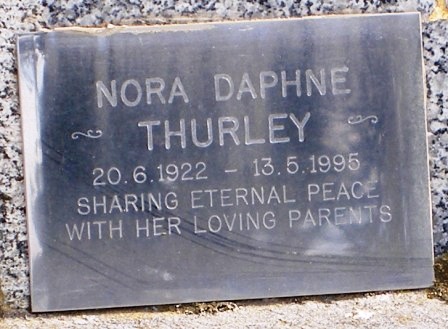 NORA DAPHNE
THURLEY
20.6.1922 - 13.5.1995
SHARING ETERNAL PEACE
WITH HER LOVING PARENTS